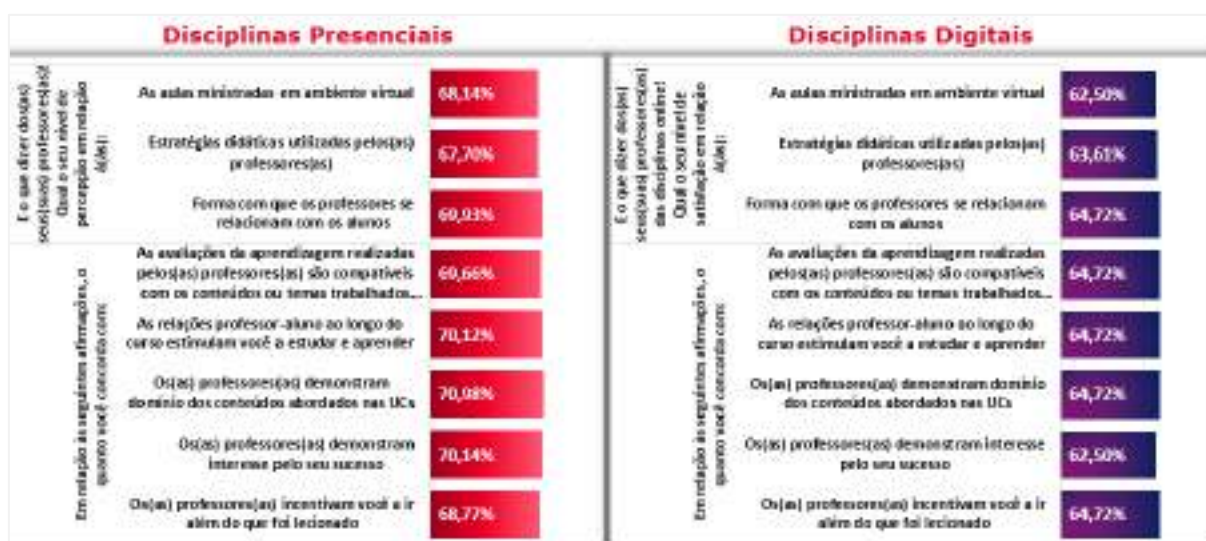 Disciplinas Presenciais
E o que dizer dos(as)
seus(suas) professores(as)?
Qual o seu nível de
percepção em relação
à(às):
As aulas ministradas em ambiente virtual
68,14%
Estratégias didáticas utilizadas pelos(as)
professores(as)
67,70%
Forma com que os professores se
relacionam com os alunos
69,93%
Em relação às seguintes afirmações, o
quanto você concorda com:
As avaliações da aprendizagem realizadas
pelos(as) professores(as) são compatíveis
com os conteúdos ou temas trabalhados...
69,66%
As relações professor-aluno ao longo do
curso estimulam você a estudar e aprender
70,12%
Os(as) professores(as) demonstram
domínio dos conteúdos abordados nas UCs
70,98%
Os(as) professores(as) demonstram
interesse pelo seu sucesso
70,14%
Os(as) professores(as) incentivam você a ir
além do que foi lecionado
68,77%
Disciplinas Digitais
E o que dizer dos(as)
seus(suas) professores(as)
das disciplinas online?
Qual o seu nível de
satisfação em relação
à(às):
As aulas ministradas em ambiente virtual
62,50%
Estratégias didáticas utilizadas pelos(as)
professores(as)
63,61%
Forma com que os professores se relacionam
com os alunos
64,72%
Em relação às seguintes afirmações, o
quanto você concorda com:
As avaliações da aprendizagem realizadas
pelos(as) professores(as) são compatíveis
com os conteúdos ou temas trabalhados...
64,72%
As relações professor-aluno ao longo do
curso estimulam você a estudar e aprender
64,72%
Os(as) professores(as) demonstram domínio
dos conteúdos abordados nas UCs
64,72%
Os(as) professores(as) demonstram interesse
pelo seu sucesso
62,50%
Os(as) professores(as) incentivam você a ir
além do que foi lecionado
64,72%